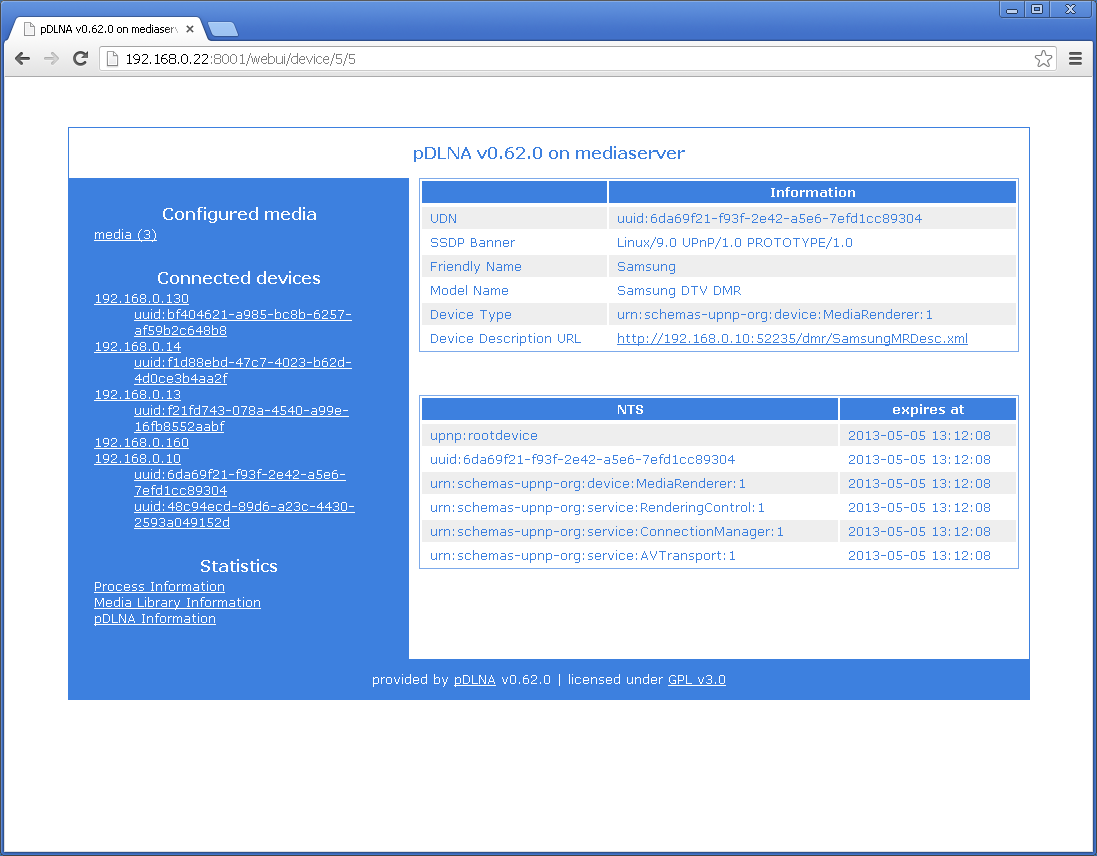 pDLNA v0.62.0 on mediaserv
192.168.0.22:8001/webui/device/5/5
pDLNA v0.62.0 on mediaserver
Configured media
media (3)
Connected devices
192.168.0.130
uuid:bf404621-a985-bc8b-6257-
af59b2c648b8
192.168.0.14
uuid:f1d88ebd-47c7-4023-b62d-
4d0ce3b4aa2f
192.168.0.13
uuid:f21fd743-078a-4540-a99e-
16fb8552aabf
192.168.0.160
192.168.0.10
uuid:6da69f21-f93f-2e42-a5e6-
7efd1cc89304
uuid:48c94ecd-89d6-a23c-4430-
2593a049152d
Statistics
Process Information
Media Library Information
pDLNA Information
Information
UDN uuid:6da69f21-f93f-2e42-a5e6-7efd1cc89304
SSDP Banner Linux/9.0 UPnP/1.0 PROTOTYPE/1.0
Friendly Name Samsung
Model Name Samsung DTV DMR
Device Type urn:schemas-upnp-org:device:MediaRenderer:1
Device Description URL http://192.168.0.10:52235/dmr/SamsungMRDesc.xml
NTS expires at
upnp:rootdevice 2013-05-05 13:12:08
uuid:6da69f21-f93f-2e42-a5e6-7efd1cc89304 2013-05-05 13:12:08
urn:schemas-upnp-org:device:MediaRenderer:1 2013-05-05 13:12:08
urn:schemas-upnp-org:service:RenderingControl:1 2013-05-05 13:12:08
urn:schemas-upnp-org:service:ConnectionManager:1 2013-05-05 13:12:08
urn:schemas-upnp-org:service:AVTransport:1 2013-05-05 13:12:08
provided by pDLNA v0.62.0 | licensed under GPL v3.0